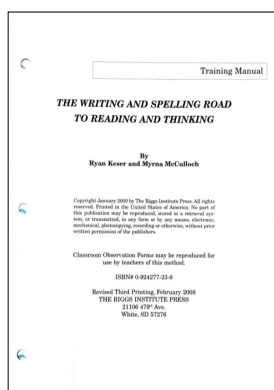 Training Manual
THE WRITING AND SPELLING ROAD
TO READING AND THINKING
By
Ryan Keser and Myrna McCulloch
Copyright January 2000 by The Riggs Institute Press. All rights
reserved. Printed in the United States of America. No part of
this publication may be reproduced, stored in a retrieval sys-
tem, or transmitted, in any form or by any means, electronic,
mechanical, photocopying, recording or otherwise, without prior
written permission of the publishers.
Classroom Observation Forms may be reproduced for
use by teachers of this method.
ISBN# 0-924277-23-8
Revised Third Printing, February 2008
THE RIGGS INSTITUTE PRESS
21106 479th Ave.
White, SD 57276